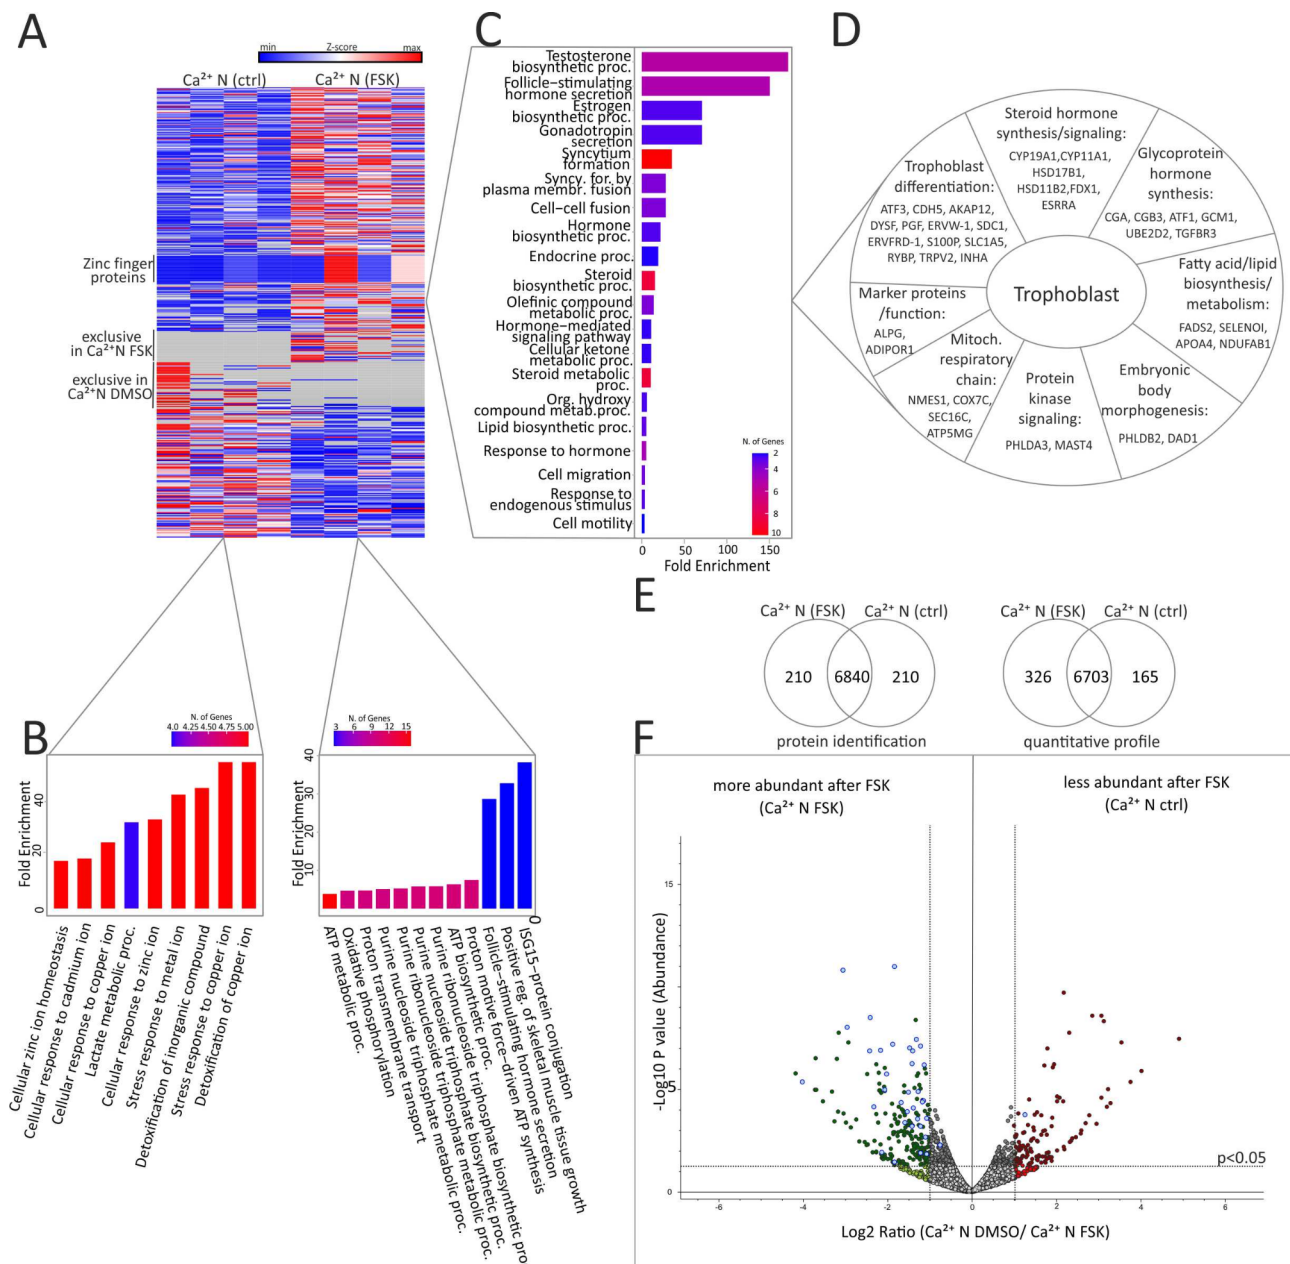 A
min
Z-score
max
Ca²⁺ N (ctrl)
Ca²⁺ N (FSK)
Zinc finger
proteins
exclusive
in Ca²⁺N FSK
exclusive in
Ca²⁺N DMSO
C
Testosterone
biosynthetic proc.
Follicle−stimulating
hormone secretion
Estrogen
biosynthetic proc.
Gonadotropin
secretion
Syncytium
formation
Syncy. for. by
plasma membr. fusion
Cell−cell fusion
Hormone
biosynthetic proc.
Endocrine proc.
Steroid
biosynthetic proc.
Olefinic compound
metabolic proc.
Hormone−mediated
signaling pathway
Cellular ketone
metabolic proc.
Steroid metabolic
proc.
Org. hydroxy
compound metab.proc.
Lipid biosynthetic proc.
Response to hormone
Cell migration
Response to
endogenous stimulus
Cell motility
N. of Genes
2
4
6
8
10
0
50
100
150
Fold Enrichment
D
Steroid hormone
synthesis/signaling:
CYP19A1,CYP11A1,
HSD17B1,
HSD11B2,FDX1,
ESRRA
Glycoprotein
hormone
synthesis:
CGA, CGB3, ATF1, GCM1,
UBE2D2, TGFBR3
Fatty acid/lipid
biosynthesis/
metabolism:
FADS2, SELENOI,
APOA4, NDUFAB1
Embryonic
body
morphogenesis:
PHLDB2, DAD1
Protein
kinase
signaling:
PHLDA3, MAST4
Mitoch.
respiratory
chain:
NMES1, COX7C,
SEC16C,
ATP5MG
Marker proteins
/function:
ALPG,
ADIPOR1
Trophoblast
differentiation:
ATF3, CDH5, AKAP12,
DYSF, PGF, ERVW-1, SDC1,
ERVFRD-1, S100P, SLC1A5,
RYBP, TRPV2, INHA
Trophoblast
B
N. of Genes
4.0 4.25 4.50 4.75 5.00
Fold Enrichment
0
20
40
Cellular zinc ion homeostasis
Cellular response to cadmium ion
Cellular response to copper ion
Lactate metabolic proc.
Cellular response to zinc ion
Stress response to metal ion
Detoxification of inorganic compound
Stress response to copper ion
Detoxification of copper ion
N. of Genes
3 6 9 12 15
Fold Enrichment
10
20
30
40
0
ATP metabolic proc.
Oxidative phosphorylation
Proton transmembrane transport
Purine nucleoside triphosphate metabolic proc.
Purine ribonucleoside triphosphate metabolic proc.
Purine nucleoside triphosphate biosynthetic proc.
Purine ribonucleoside triphosphate biosynthetic pro
ATP biosynthetic proc.
Proton motive force−driven ATP synthesis
Follicle−stimulating hormone secretion
Positive reg. of skeletal muscle tissue growth
ISG15−protein conjugation
E
Ca²⁺ N (FSK)
Ca²⁺ N (ctrl)
210
6840
210
protein identification
Ca²⁺ N (FSK)
Ca²⁺ N (ctrl)
326
6703
165
quantitative profile
F
more abundant after FSK
(Ca²⁺ N FSK)
less abundant after FSK
(Ca²⁺ N ctrl)
-Log10 P value (Abundance)
15
5
0
p<0.05
-6
-4
-2
0
2
4
6
Log2 Ratio (Ca²⁺ N DMSO/ Ca²⁺ N FSK)